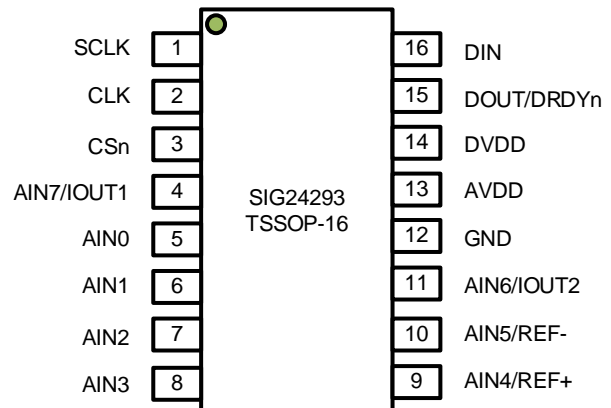 SCLK 1 16 DIN
CLK 2 15 DOUT/DRDYn
CSn 3 14 DVDD
AIN7/IOUT1 4 13 AVDD
SIG24293
TSSOP-16
AIN0 5 12 GND
AIN1 6 11 AIN6/IOUT2
AIN2 7 10 AIN5/REF-
AIN3 8 9 AIN4/REF+